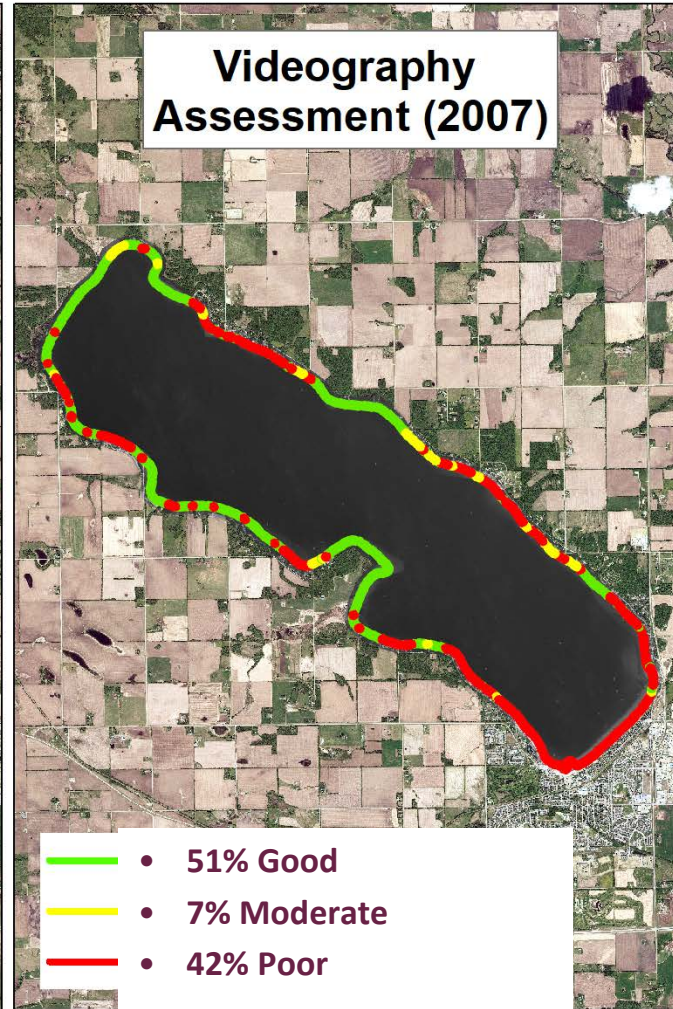 Videography
Assessment (2007)
• 51% Good
• 7% Moderate
• 42% Poor